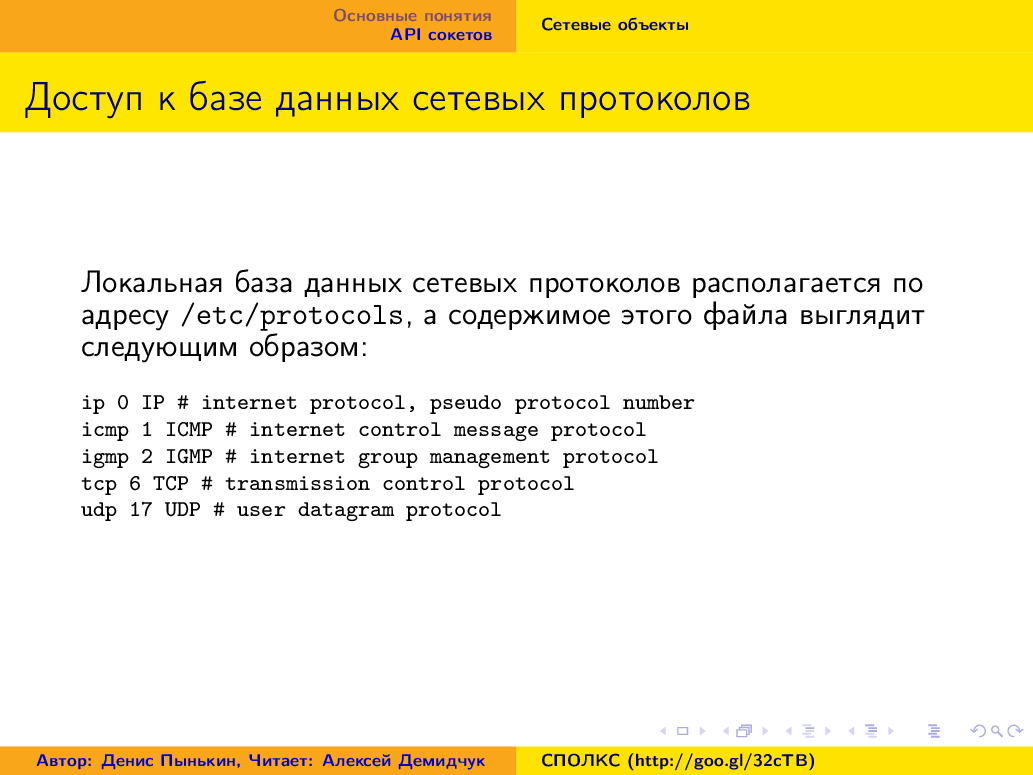 Основные понятия
API сокетов
Сетевые объекты
Доступ к базе данных сетевых протоколов
Локальная база данных сетевых протоколов располагается по
адресу /etc/protocols, а содержимое этого файла выглядит
следующим образом:
ip 0 IP # internet protocol, pseudo protocol number
icmp 1 ICMP # internet control message protocol
igmp 2 IGMP # internet group management protocol
tcp 6 TCP # transmission control protocol
udp 17 UDP # user datagram protocol
Автор: Денис Пынькин, Читает: Алексей Демидчук
СПОЛКС (http://goo.gl/32cTB)